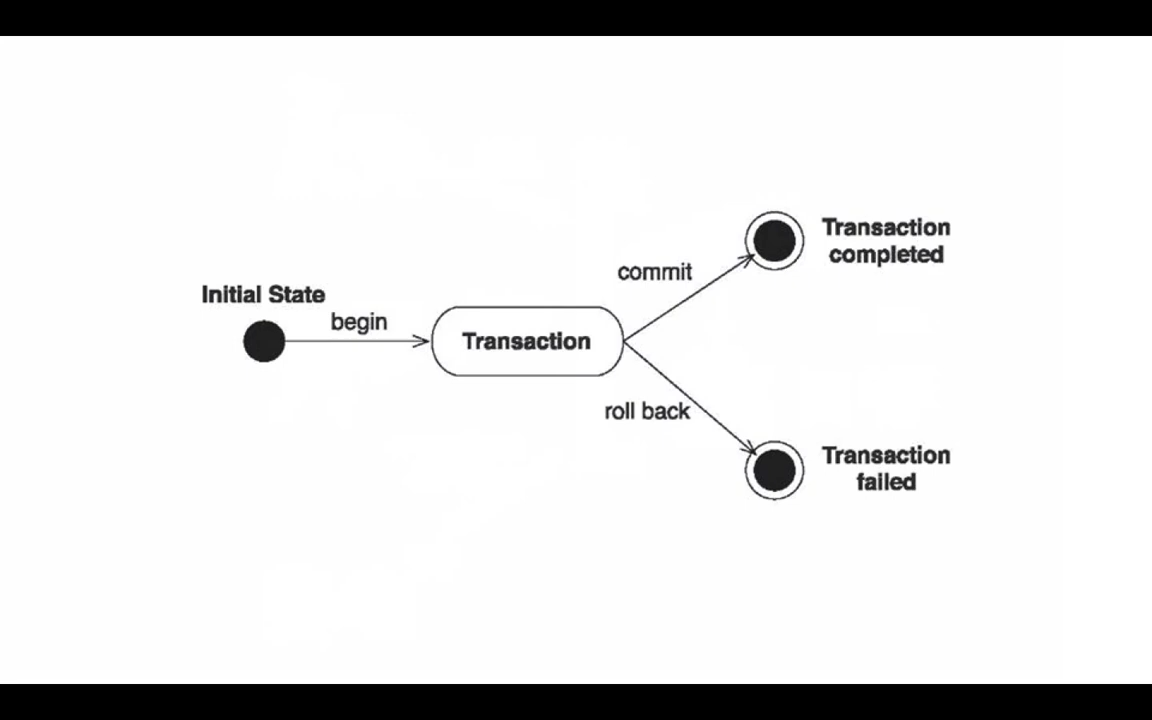 Initial State
begin
Transaction
commit
roll back
Transaction
completed
Transaction
failed